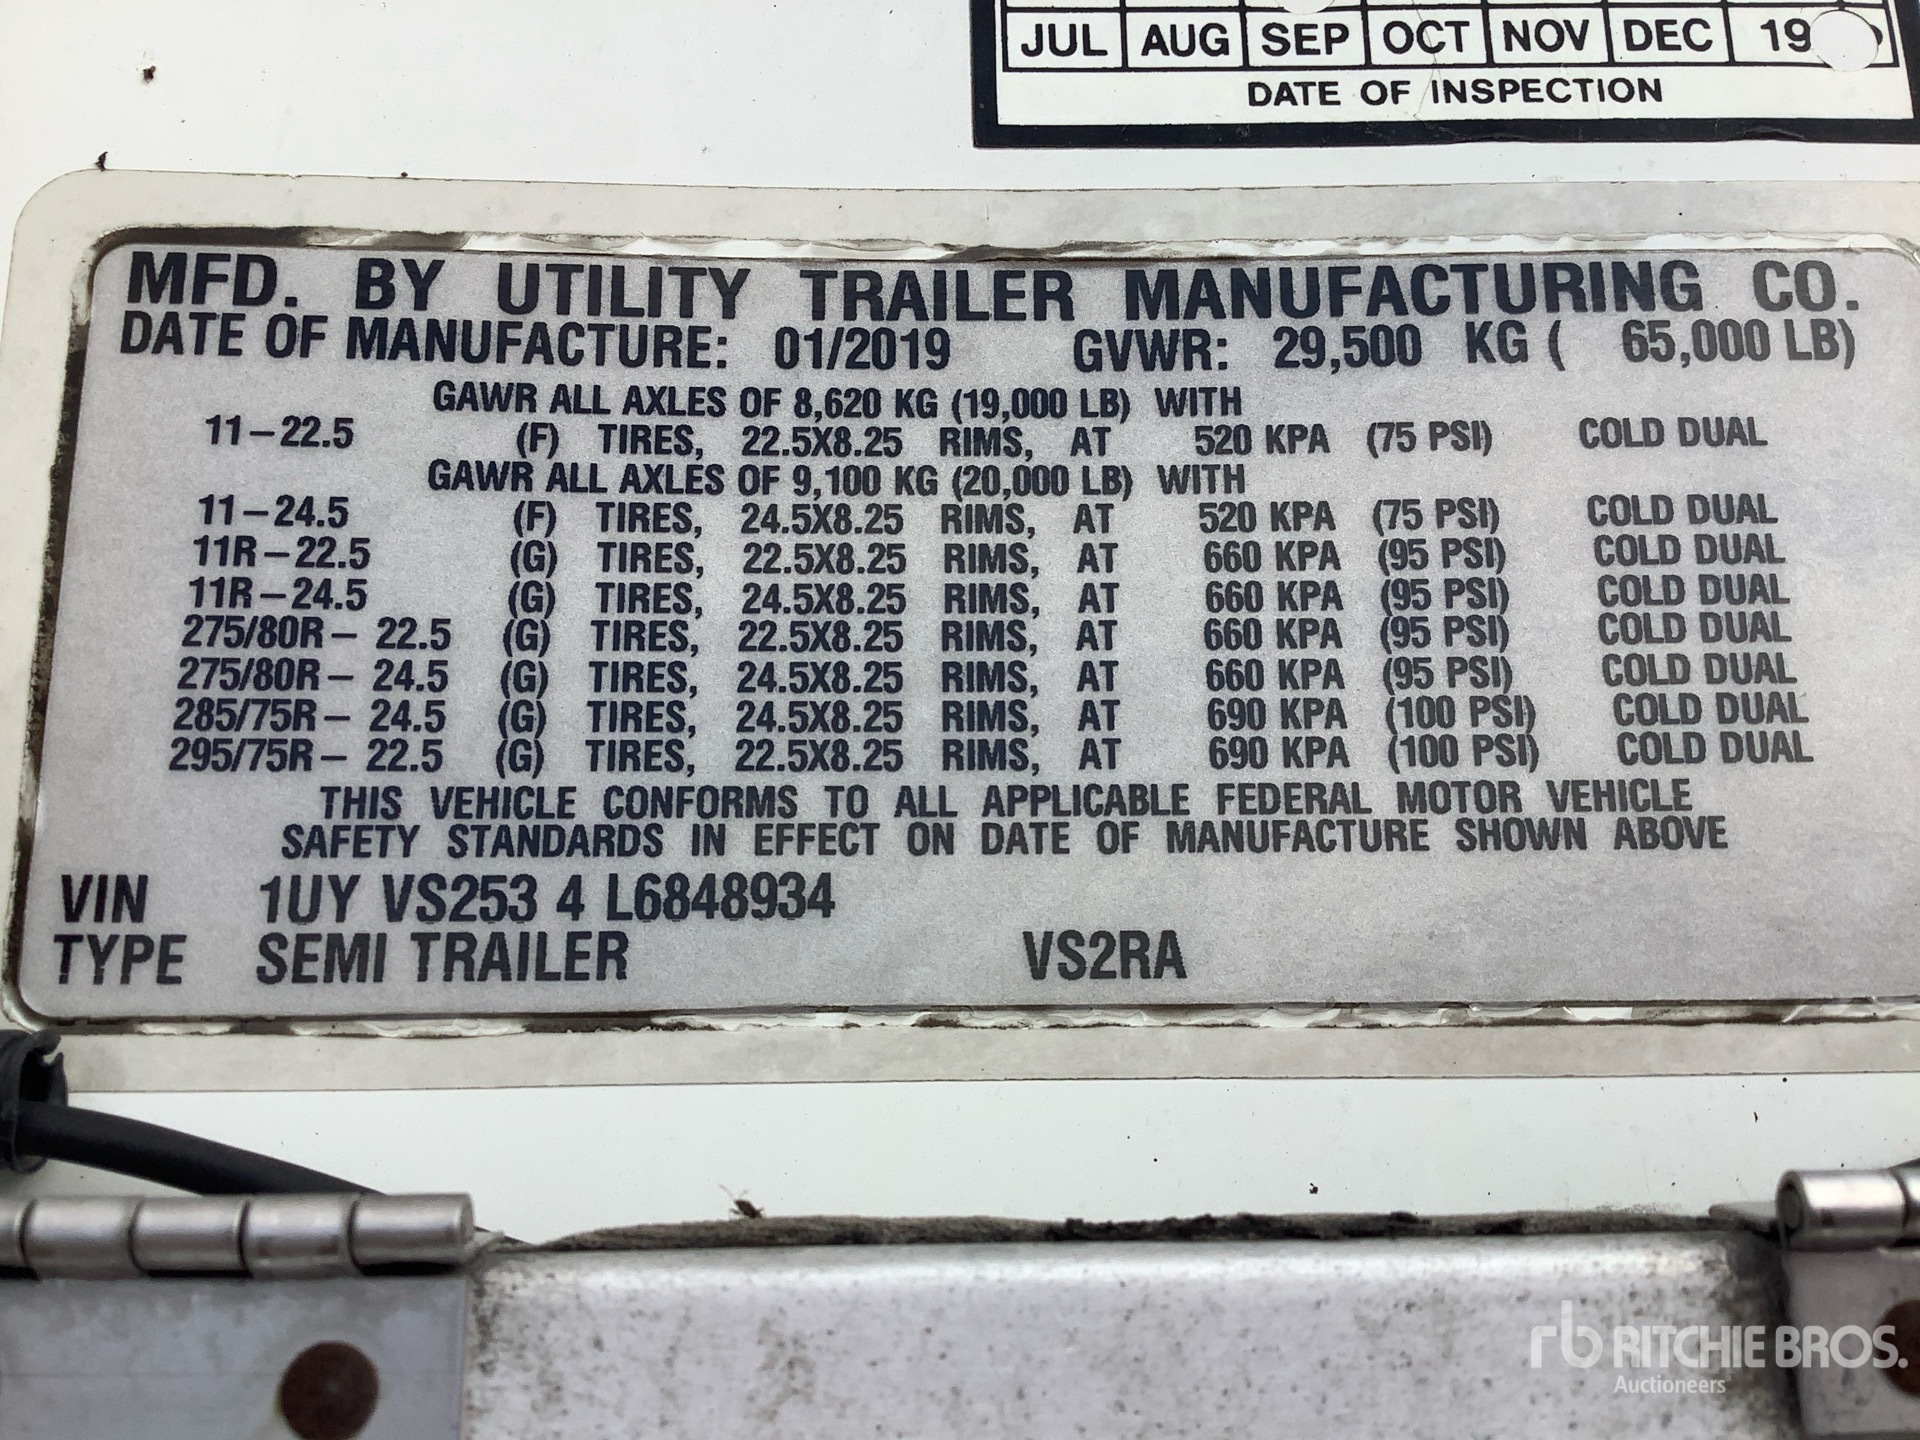 JUL AUG SEP OCT NOV DEC 19
DATE OF INSPECTION
MFD. BY UTILITY TRAILER MANUFACTURING CO.
DATE OF MANUFACTURE: 01/2019 GVWR: 29,500 KG ( 65,000 LB)
GAWR ALL AXLES OF 8,620 KG (19,000 LB) WITH
11-22.5 (F) TIRES, 22.5X8.25 RIMS, AT 520 KPA (75 PSI) COLD DUAL
GAWR ALL AXLES OF 9,100 KG (20,000 LB) WITH
11-24.5 (F) TIRES, 24.5X8.25 RIMS, AT 520 KPA (75 PSI) COLD DUAL
11R-22.5 (G) TIRES, 22.5X8.25 RIMS, AT 660 KPA (95 PSI) COLD DUAL
11R-24.5 (G) TIRES, 24.5X8.25 RIMS, AT 660 KPA (95 PSI) COLD DUAL
275/80R- 22.5 (G) TIRES, 22.5X8.25 RIMS, AT 660 KPA (95 PSI) COLD DUAL
275/80R- 24.5 (G) TIRES, 24.5X8.25 RIMS, AT 660 KPA (95 PSI) COLD DUAL
285/75R- 24.5 (G) TIRES, 24.5X8.25 RIMS, AT 690 KPA (100 PSI) COLD DUAL
295/75R- 22.5 (G) TIRES, 22.5X8.25 RIMS, AT 690 KPA (100 PSI) COLD DUAL
THIS VEHICLE CONFORMS TO ALL APPLICABLE FEDERAL MOTOR VEHICLE
SAFETY STANDARDS IN EFFECT ON DATE OF MANUFACTURE SHOWN ABOVE
VIN 1UY VS253 4 L6848934
TYPE SEMI TRAILER VS2RA
rb RITCHIE BROS.
Auctioneers